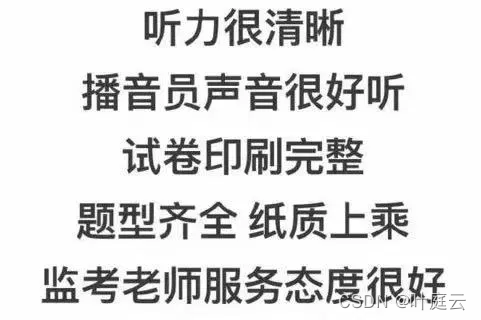 听力很清晰
播音员声音很好听
试卷印刷完整
题型齐全 纸质上乘
监考老师服务态度很好
CSDN @叶庭云